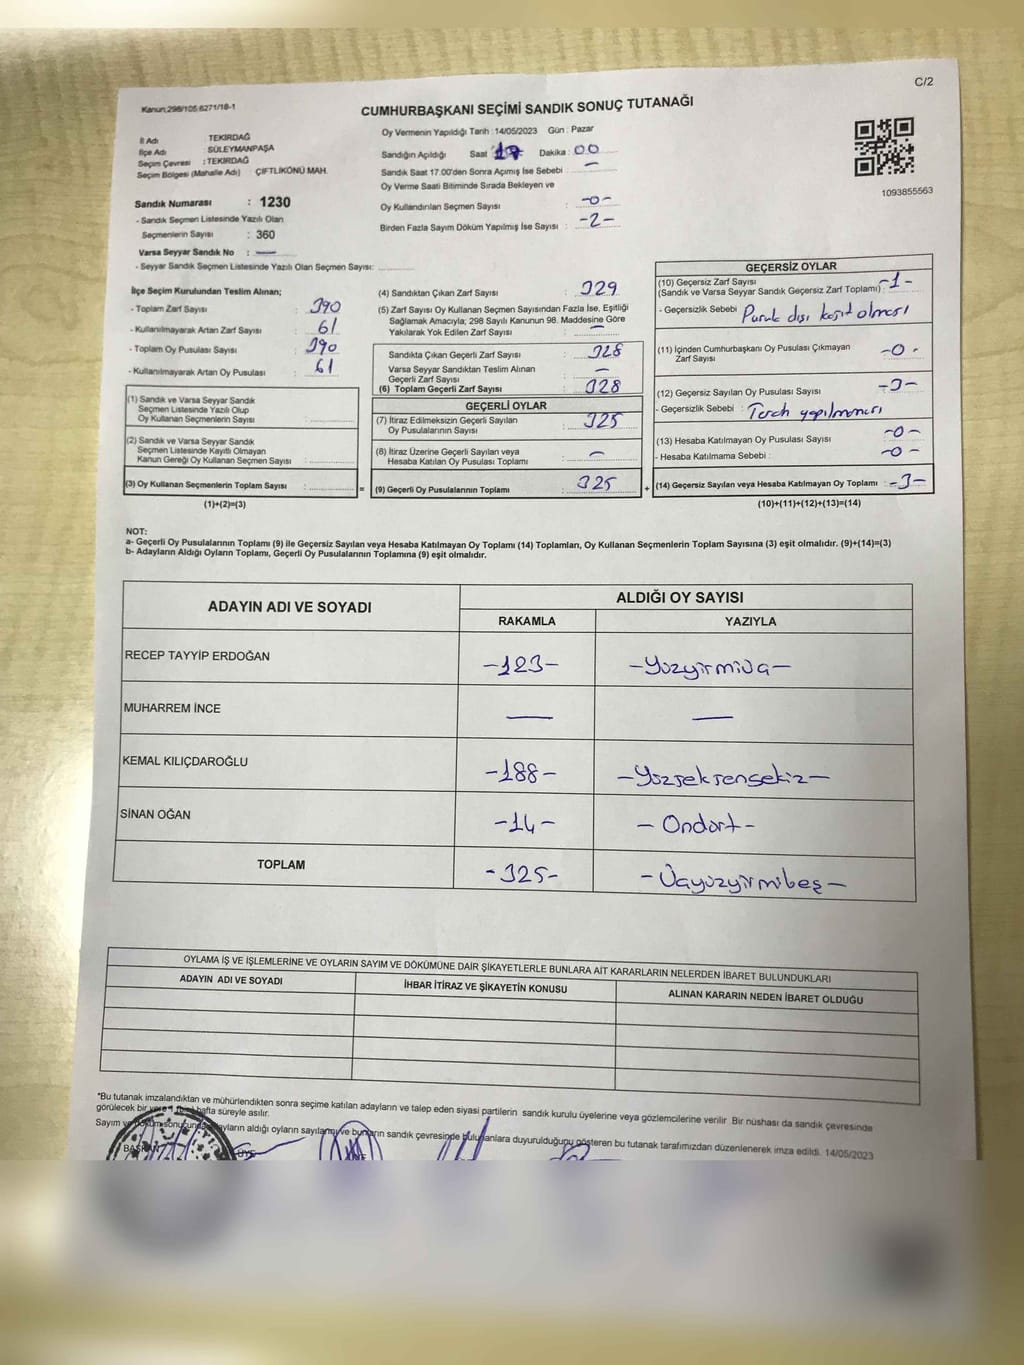 C/2
Kanun:298/105;6271/18-1
CUMHURBAŞKANI SEÇİMİ SANDIK SONUÇ TUTANAĞI
İl Adı : TEKİRDAĞ
İlçe Adı : SÜLEYMANPAŞA
Seçim Çevresi : TEKİRDAĞ
Seçim Bölgesi (Mahalle Adı) ÇİFTLİKÖNÜ MAH.
Sandık Numarası : 1230
- Sandık Seçmen Listesinde Yazılı Olan
Seçmenlerin Sayısı : 360
Varsa Seyyar Sandık No : —
- Seyyar Sandık Seçmen Listesinde Yazılı Olan Seçmen Sayısı:
Oy Vermenin Yapıldığı Tarih :14/05/2023 Gün : Pazar
Sandığın Açıldığı Saat : 17 Dakika : 00
Sandık Saat 17.00'den Sonra Açımış İse Sebebi : —
Oy Verme Saati Bitiminde Sırada Bekleyen ve
Oy Kullandırılan Seçmen Sayısı : -0-
Birden Fazla Sayım Döküm Yapılmış İse Sayısı : -2-
1093855563
İlçe Seçim Kurulundan Teslim Alınan;
- Toplam Zarf Sayısı : 390
- Kullanılmayarak Artan Zarf Sayısı : 61
- Toplam Oy Pusulası Sayısı : 390
- Kullanılmayarak Artan Oy Pusulası : 61
(1) Sandık ve Varsa Seyyar Sandık
Seçmen Listesinde Yazılı Olup
Oy Kullanan Seçmenlerin Sayısı :
(2) Sandık ve Varsa Seyyar Sandık
Seçmen Listesinde Kayıtlı Olmayan
Kanun Gereği Oy Kullanan Seçmen Sayısı :
(3) Oy Kullanan Seçmenlerin Toplam Sayısı : =
(1)+(2)=(3)
(4) Sandıktan Çıkan Zarf Sayısı : 329
(5) Zarf Sayısı Oy Kullanan Seçmen Sayısından Fazla İse, Eşitliği
Sağlamak Amacıyla; 298 Sayılı Kanunun 98. Maddesine Göre
Yakılarak Yok Edilen Zarf Sayısı : —
Sandıkta Çıkan Geçerli Zarf Sayısı : 328
Varsa Seyyar Sandıktan Teslim Alınan
Geçerli Zarf Sayısı : —
(6) Toplam Geçerli Zarf Sayısı : 328
GEÇERLİ OYLAR
(7) İtiraz Edilmeksizin Geçerli Sayılan
Oy Pusulalarının Sayısı : 325
(8) İtiraz Üzerine Geçerli Sayılan veya
Hesaba Katılan Oy Pusulası Toplamı : —
(9) Geçerli Oy Pusulalarının Toplamı : 325 +
GEÇERSİZ OYLAR
(10) Geçersiz Zarf Sayısı
(Sandık ve Varsa Seyyar Sandık Geçersiz Zarf Toplamı) : -1-
- Geçersizlik Sebebi : Pusula dışı kağıt olması
(11) İçinden Cumhurbaşkanı Oy Pusulası Çıkmayan
Zarf Sayısı : -0-
(12) Geçersiz Sayılan Oy Pusulası Sayısı : -3-
- Geçersizlik Sebebi : Tercih yapılmaması
(13) Hesaba Katılmayan Oy Pusulası Sayısı : -0-
- Hesaba Katılmama Sebebi : -0-
(14) Geçersiz Sayılan veya Hesaba Katılmayan Oy Toplamı : -3-
(10)+(11)+(12)+(13)=(14)
NOT:
a- Geçerli Oy Pusulalarının Toplamı (9) ile Geçersiz Sayılan veya Hesaba Katılmayan Oy Toplamı (14) Toplamları, Oy Kullanan Seçmenlerin Toplam Sayısına (3) eşit olmalıdır. (9)+(14)=(3)
b- Adayların Aldığı Oyların Toplamı, Geçerli Oy Pusulalarının Toplamına (9) eşit olmalıdır.
ADAYIN ADI VE SOYADI
ALDIĞI OY SAYISI
RAKAMLA YAZIYLA
RECEP TAYYİP ERDOĞAN -123- -Yüzyirmiüç-
MUHARREM İNCE — —
KEMAL KILIÇDAROĞLU -188- -Yüzseksensekiz-
SİNAN OĞAN -14- -Ondört-
TOPLAM -325- -Üçyüzyirmibeş-
OYLAMA İŞ VE İŞLEMLERİNE VE OYLARIN SAYIM VE DÖKÜMÜNE DAİR ŞİKAYETLERLE BUNLARA AİT KARARLARIN NELERDEN İBARET BULUNDUKLARI
ADAYIN ADI VE SOYADI İHBAR İTİRAZ VE ŞİKAYETİN KONUSU ALINAN KARARIN NEDEN İBARET OLDUĞU
*Bu tutanak imzalandıktan ve mühürlendikten sonra seçime katılan adayların ve talep eden siyasi partilerin sandık kurulu üyelerine veya gözlemcilerine verilir. Bir nüshası da sandık çevresinde
görülecek bir yere 1 hafta süreyle asılır.
Sayım ve döküm sonucunda adayların aldığı oyların sayılarını ve bunların sandık çevresinde bulunanlara duyurulduğunu gösteren bu tutanak tarafımızdan düzenlenerek imza edildi. 14/05/2023
BAŞKAN ÜYE